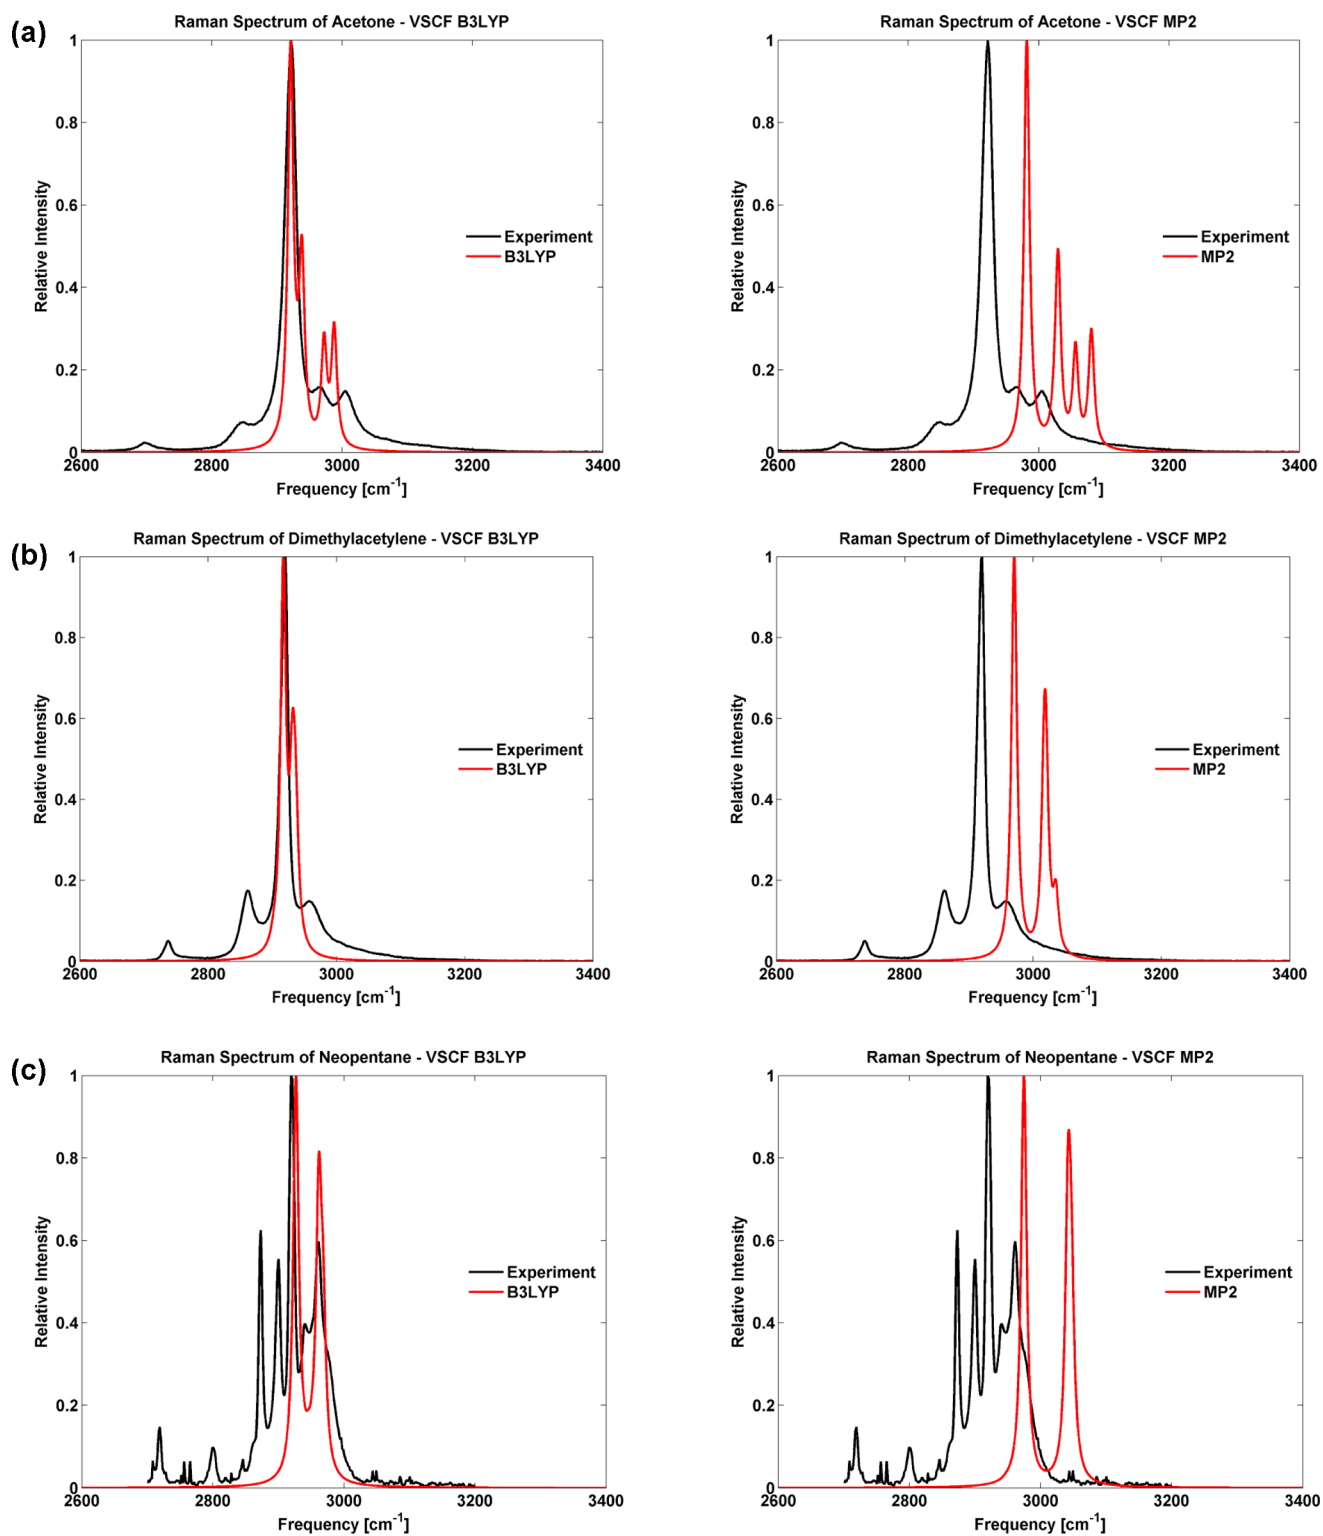 (a)
Raman Spectrum of Acetone - VSCF B3LYP
1
0.8
0.6
0.4
0.2
0
Relative Intensity
Experiment
B3LYP
2600 2800 3000 3200 3400
Frequency [cm-1]
Raman Spectrum of Acetone - VSCF MP2
1
0.8
0.6
0.4
0.2
0
Relative Intensity
Experiment
MP2
2600 2800 3000 3200 3400
Frequency [cm-1]
(b)
Raman Spectrum of Dimethylacetylene - VSCF B3LYP
1
0.8
0.6
0.4
0.2
0
Relative Intensity
Experiment
B3LYP
2600 2800 3000 3200 3400
Frequency [cm-1]
Raman Spectrum of Dimethylacetylene - VSCF MP2
1
0.8
0.6
0.4
0.2
0
Relative Intensity
Experiment
MP2
2600 2800 3000 3200 3400
Frequency [cm-1]
(c)
Raman Spectrum of Neopentane - VSCF B3LYP
1
0.8
0.6
0.4
0.2
0
Relative Intensity
Experiment
B3LYP
2600 2800 3000 3200 3400
Frequency [cm-1]
Raman Spectrum of Neopentane - VSCF MP2
1
0.8
0.6
0.4
0.2
0
Relative Intensity
Experiment
MP2
2600 2800 3000 3200 3400
Frequency [cm-1]